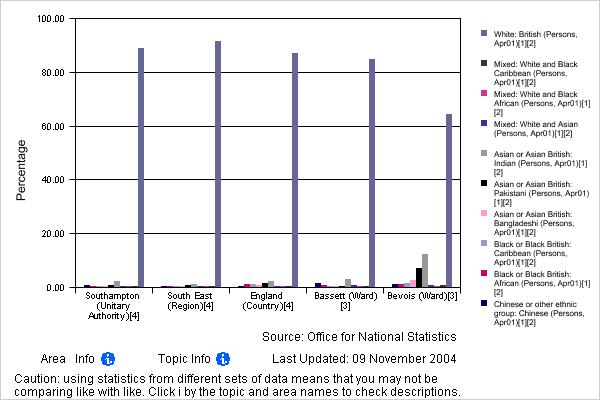 100.00
80.00
60.00
40.00
20.00
0.00
Percentage
Southampton
(Unitary
Authority)[4]
South East
(Region)[4]
England
(Country)[4]
Bassett (Ward)
[3]
Bevois (Ward)[3]
White: British (Persons,
Apr01)[1][2]
Mixed: White and Black
Caribbean (Persons,
Apr01)[1][2]
Mixed: White and Black
African (Persons, Apr01)[1]
[2]
Mixed: White and Asian
(Persons, Apr01)[1][2]
Asian or Asian British:
Indian (Persons, Apr01)[1]
[2]
Asian or Asian British:
Pakistani (Persons, Apr01)
[1][2]
Asian or Asian British:
Bangladeshi (Persons,
Apr01)[1][2]
Black or Black British:
Caribbean (Persons,
Apr01)[1][2]
Black or Black British:
African (Persons, Apr01)[1]
[2]
Chinese or other ethnic
group: Chinese (Persons,
Apr01)[1][2]
Source: Office for National Statistics
Area Info i Topic Info i Last Updated: 09 November 2004
Caution: using statistics from different sets of data means that you may not be
comparing like with like. Click i by the topic and area names to check descriptions.